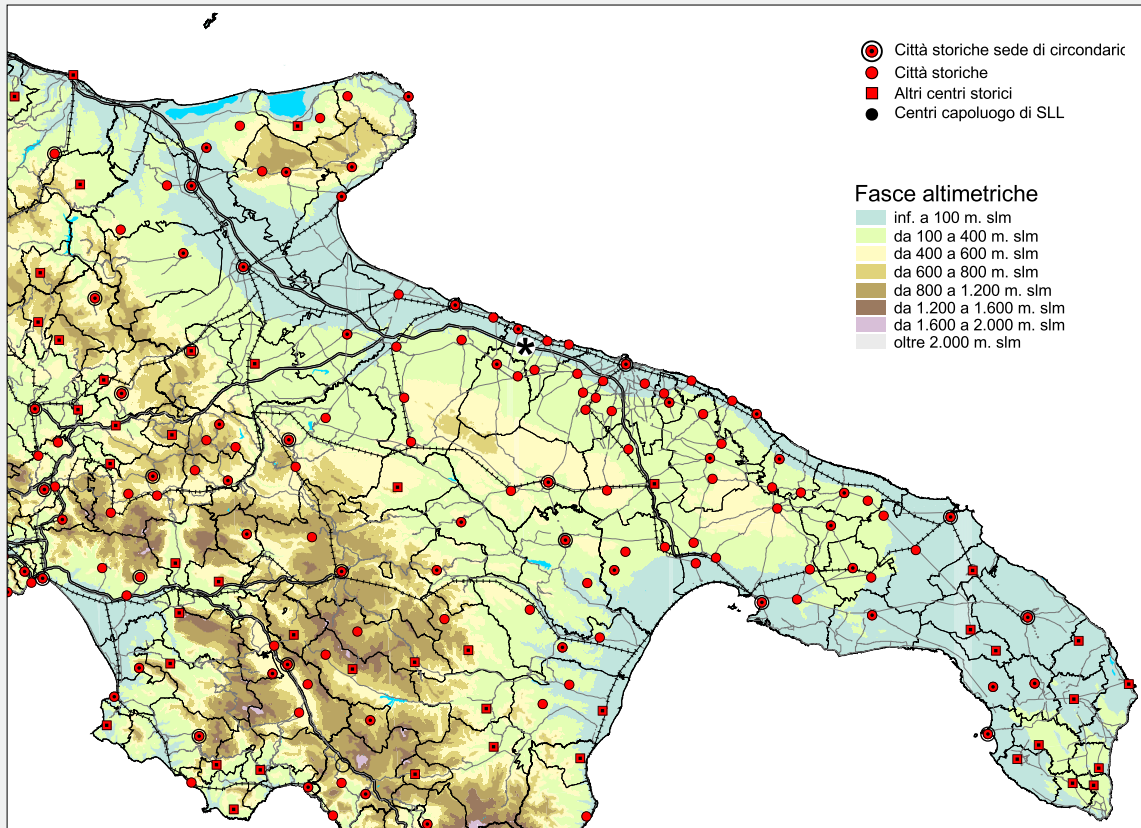 Città storiche sede di circondaric
Città storiche
Altri centri storici
Centri capoluogo di SLL
Fasce altimetriche
inf. a 100 m. slm
da 100 a 400 m. slm
da 400 a 600 m. slm
da 600 a 800 m. slm
da 800 a 1.200 m. slm
da 1.200 a 1.600 m. slm
da 1.600 a 2.000 m. slm
oltre 2.000 m. slm
*